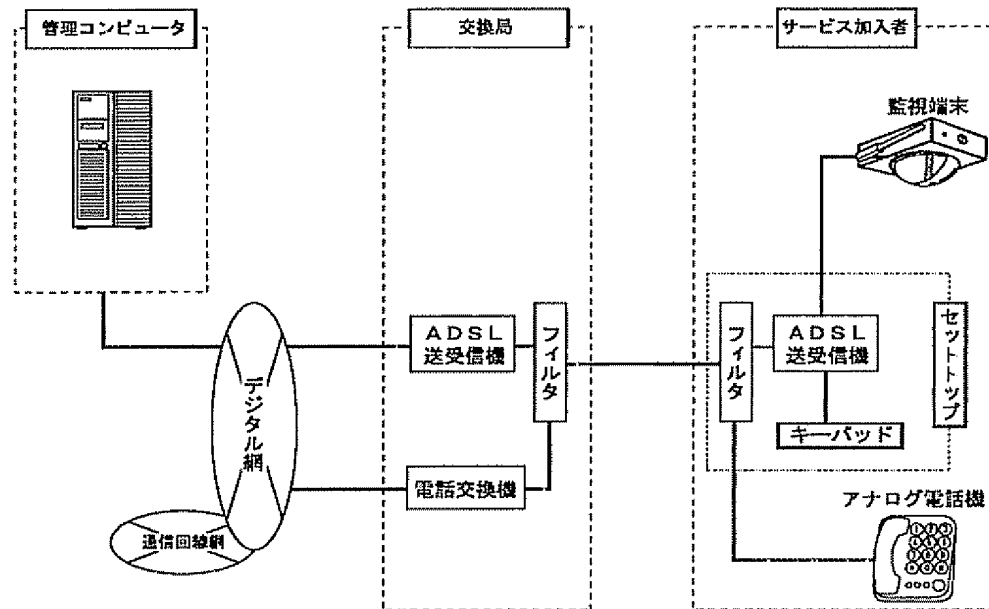 管理コンピュータ
交換局
サービス加入者
監視端末
ADSL
送受信機
フィルタ
フィルタ
ADSL
送受信機
セットトップ
デジタル網
キーパッド
電話交換機
アナログ電話機
通信回線網